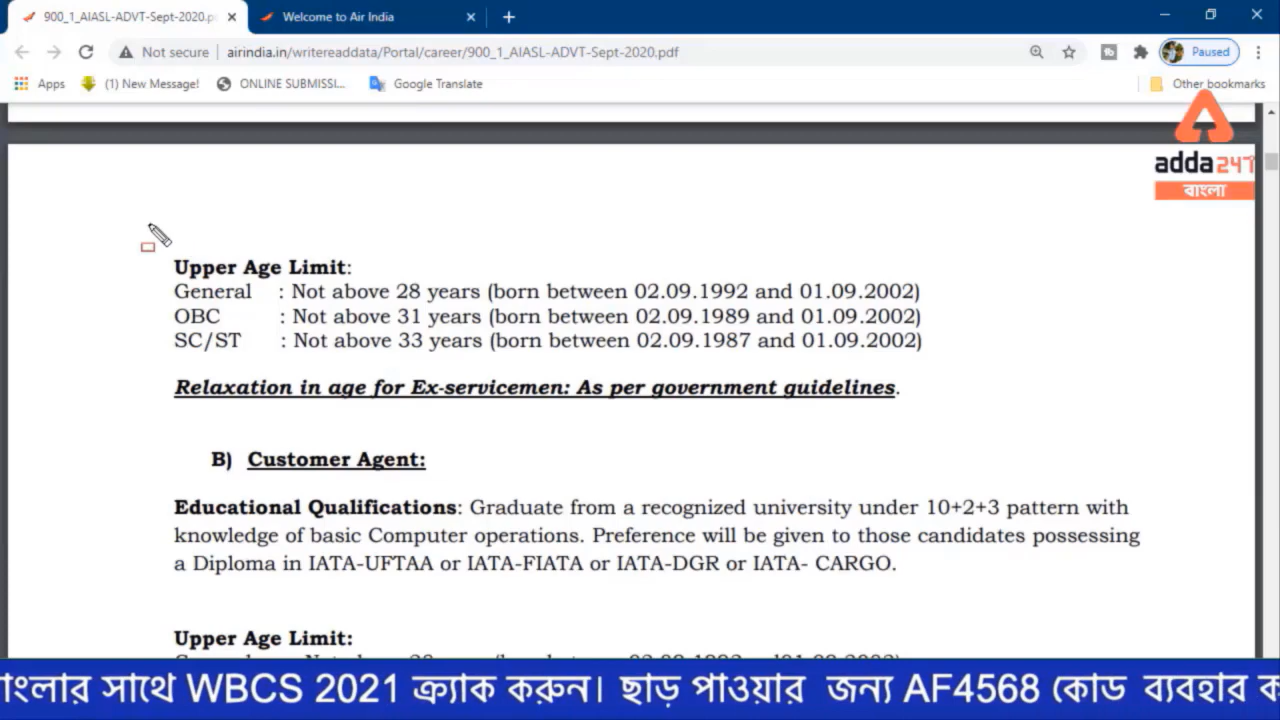 900_1_AIASL-ADVT-Sept-2020.p
Welcome to Air India
Not secure
airindia.in/writereaddata/Portal/career/900_1_AIASL-ADVT-Sept-2020.pdf
Paused
Apps
(1) New Message!
ONLINE SUBMISSI...
Google Translate
Other bookmarks
adda247
বাংলা
Upper Age Limit:
General : Not above 28 years (born between 02.09.1992 and 01.09.2002)
OBC : Not above 31 years (born between 02.09.1989 and 01.09.2002)
SC/ST : Not above 33 years (born between 02.09.1987 and 01.09.2002)
Relaxation in age for Ex-servicemen: As per government guidelines.
B) Customer Agent:
Educational Qualifications: Graduate from a recognized university under 10+2+3 pattern with
knowledge of basic Computer operations. Preference will be given to those candidates possessing
a Diploma in IATA-UFTAA or IATA-FIATA or IATA-DGR or IATA- CARGO.
Upper Age Limit:
াংলার সাথে WBCS 2021 ক্র্যাক করুন। ছাড় পাওয়ার জন্য AF4568 কোড ব্যবহার ক